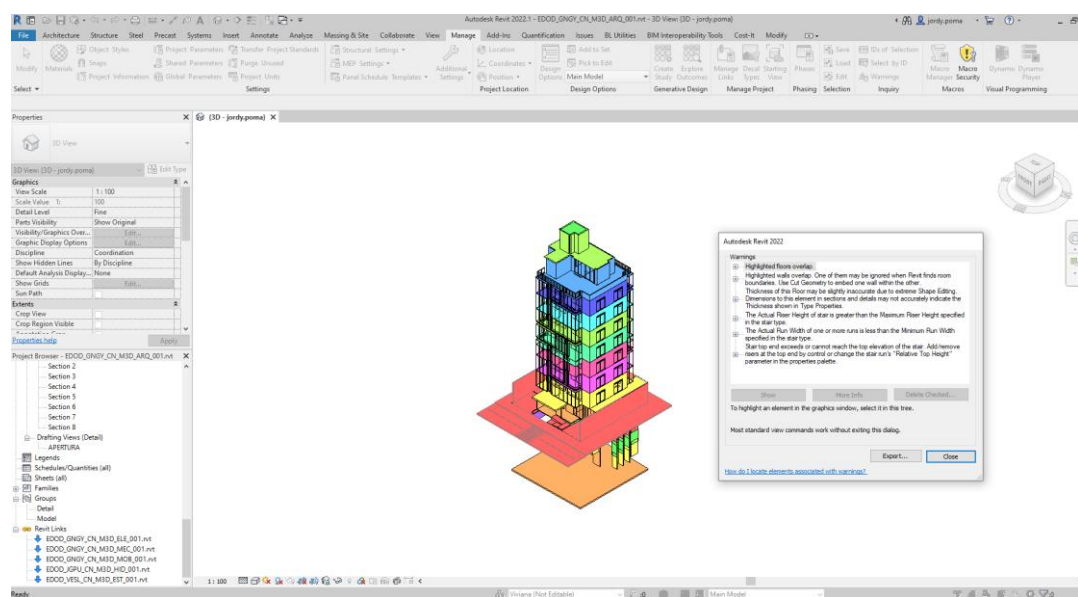 Autodesk Revit 2022.1 - EDOD_GNGY_CN_M3D_ARQ_001.rvt - 3D View: {3D - jordy.poma}
jordy.poma
File Architecture Structure Steel Precast Systems Insert Annotate Analyze Massing & Site Collaborate View Manage Add-Ins Quantification Issues BL Utilities BIM Interoperability Tools Cost-It Modify
Modify
Materials
Object Styles
Snaps
Project Information
Project Parameters
Shared Parameters
Global Parameters
Transfer Project Standards
Purge Unused
Project Units
Structural Settings
MEP Settings
Panel Schedule Templates
Additional Settings
Location
Coordinates
Position
Design Options
Add to Set
Pick to Edit
Main Model
Create Study
Explore Outcomes
Manage Links
Decal Types
Starting View
Phases
Save
Load
Edit
IDs of Selection
Select by ID
Warnings
Macro Manager
Macro Security
Dynamo
Dynamo Player
Select
Settings
Project Location
Design Options
Generative Design
Manage Project
Phasing
Selection
Inquiry
Macros
Visual Programming
Properties
{3D - jordy.poma}
3D View
3D View: {3D - jordy.poma}
Edit Type
Graphics
View Scale 1 : 100
Scale Value 1: 100
Detail Level Fine
Parts Visibility Show Original
Visibility/Graphics Over... Edit...
Graphic Display Options Edit...
Discipline Coordination
Show Hidden Lines By Discipline
Default Analysis Display... None
Show Grids Edit...
Sun Path
Extents
Crop View
Crop Region Visible
Properties help
Apply
Project Browser - EDOD_GNGY_CN_M3D_ARQ_001.rvt
Section 2
Section 3
Section 4
Section 5
Section 6
Section 7
Section 8
Drafting Views (Detail)
APERTURA
Legends
Schedules/Quantities (all)
Sheets (all)
Families
Groups
Detail
Model
Revit Links
EDOD_GNGY_CN_M3D_ELE_001.rvt
EDOD_GNGY_CN_M3D_MEC_001.rvt
EDOD_GNGY_CN_M3D_MOB_001.rvt
EDOD_JGPU_CN_M3D_HID_001.rvt
EDOD_VESL_CN_M3D_EST_001.rvt
TOP
FRONT
Autodesk Revit 2022
Warnings
Highlighted floors overlap.
Highlighted walls overlap. One of them may be ignored when Revit finds room
boundaries. Use Cut Geometry to embed one wall within the other.
Thickness of this Floor may be slightly inaccurate due to extreme Shape Editing.
Dimensions to this element in sections and details may not accurately indicate the
Thickness shown in Type Properties.
The Actual Riser Height of stair is greater than the Maximum Riser Height specified
in the stair type.
The Actual Run Width of one or more runs is less than the Minimum Run Width
specified in the stair type.
Stair top end exceeds or cannot reach the top elevation of the stair. Add/remove
risers at the top end by control or change the stair run's "Relative Top Height"
parameter in the properties palette.
Show
More Info
Delete Checked...
To highlight an element in the graphics window, select it in this tree.
Most standard view commands work without exiting this dialog.
Export...
Close
How do I locate elements associated with warnings?
1 : 100
Ready
Viviana (Not Editable)
:0
Main Model